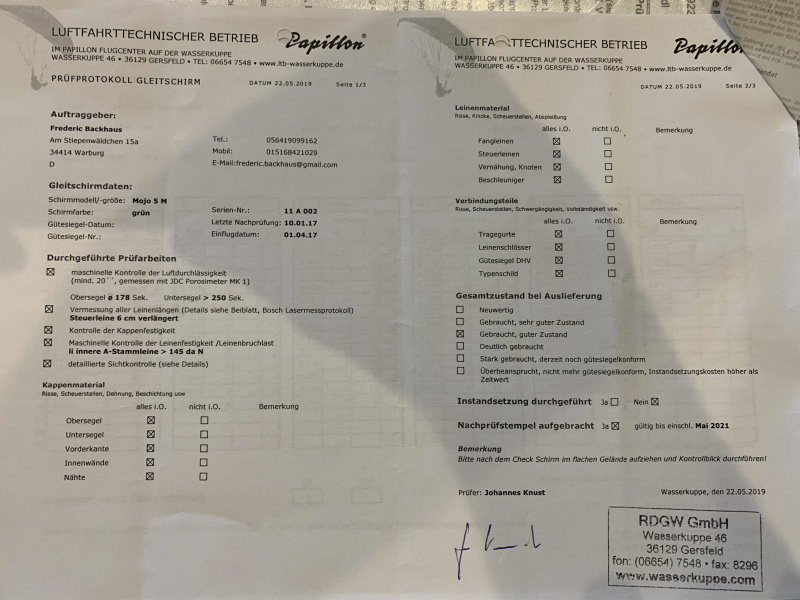 LUFTFAHRTTECHNISCHER BETRIEB
Papillon®
IM PAPILLON FLUGCENTER AUF DER WASSERKUPPE
WASSERKUPPE 46 • 36129 GERSFELD • TEL: 06654 7548 • www.ltb-wasserkuppe.de
PRÜFPROTOKOLL GLEITSCHIRM DATUM 22.05.2019 Seite 1/3
Auftraggeber:
Frederic Backhaus
Am Stiepenwäldchen 15a
34414 Warburg
D
Tel.: 056419099162
Mobil: 015168421029
E-Mail:frederic.backhaus@gmail.com
Gleitschirmdaten:
Schirmmodell/-größe: Mojo 5 M
Schirmfarbe: grün
Gütesiegel-Datum:
Gütesiegel-Nr.:
Serien-Nr.: 11 A 002
Letzte Nachprüfung: 10.01.17
Einflugdatum: 01.04.17
Durchgeführte Prüfarbeiten
☒ maschinelle Kontrolle der Luftdurchlässigkeit
(mind. 20´´, gemessen mit JDC Porosimeter MK 1)
Obersegel ø 178 Sek. Untersegel > 250 Sek.
☒ Vermessung aller Leinenlängen (Details siehe Beiblatt, Bosch Lasermessprotokoll)
Steuerleine 6 cm verlängert
☒ Kontrolle der Kappenfestigkeit
☒ Maschinelle Kontrolle der Leinenfestigkeit /Leinenbruchlast
li innere A-Stammleine > 145 da N
☒ detaillierte Sichtkontrolle (siehe Details)
Kappenmaterial
Risse, Scheuerstellen, Dehnung, Beschichtung usw
alles i.O. nicht i.O. Bemerkung
Obersegel ☒ ☐
Untersegel ☒ ☐
Vorderkante ☒ ☐
Innenwände ☒ ☐
Nähte ☒ ☐
LUFTFAHRTTECHNISCHER BETRIEB
Papillon
IM PAPILLON FLUGCENTER AUF DER WASSERKUPPE
WASSERKUPPE 46 • 36129 GERSFELD • TEL: 06654 7548 • www.ltb-wasserkuppe.de
DATUM 22.05.2019 Seite 2/3
Leinenmaterial
Risse, Knicke, Scheuerstellen, Abspleißung
alles i.O. nicht i.O. Bemerkung
Fangleinen ☒ ☐
Steuerleinen ☒ ☐
Vernähung, Knoten ☒ ☐
Beschleuniger ☒ ☐
Verbindungsteile
Risse, Scheuerstellen, Schwergängigkeit, Vollständigkeit usw.
alles i.O. nicht i.O. Bemerkung
Tragegurte ☒ ☐
Leinenschlösser ☒ ☐
Gütesiegel DHV ☒ ☐
Typenschild ☒ ☐
Gesamtzustand bei Auslieferung
☐ Neuwertig
☐ Gebraucht, sehr guter Zustand
☒ Gebraucht, guter Zustand
☐ Deutlich gebraucht
☐ Stark gebraucht, derzeit noch gütesiegelkonform
☐ Überbeansprucht, nicht mehr gütesiegelkonform, Instandsetzungskosten höher als
Zeitwert
Instandsetzung durchgeführt Ja ☐ Nein ☒
Nachprüfstempel aufgebracht Ja ☒ gültig bis einschl. Mai 2021
Bemerkung
Bitte nach dem Check Schirm im flachen Gelände aufziehen und Kontrollblick durchführen!
Prüfer: Johannes Knust Wasserkuppe, den 22.05.2019
RDGW GmbH
Wasserkuppe 46
36129 Gersfeld
fon: (06654) 7548 • fax: 8296
www.wasserkuppe.com